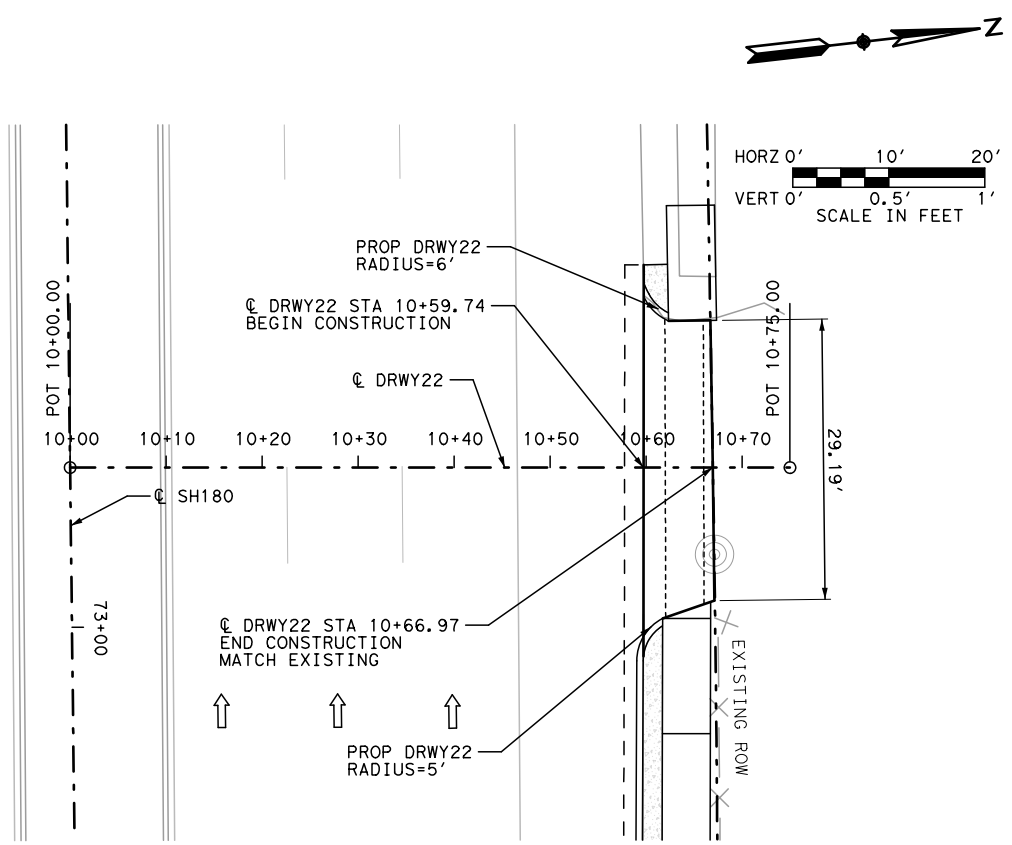 Z
HORZ 0' 10' 20'
VERT 0' 0.5' 1'
SCALE IN FEET
PROP DRWY22
RADIUS=6'
℄ DRWY22 STA 10+59.74
BEGIN CONSTRUCTION
℄ DRWY22
POT 10+00.00
POT 10+75.00
10+00 10+10 10+20 10+30 10+40 10+50 10+60 10+70
29.19'
℄ SH180
73+00
℄ DRWY22 STA 10+66.97
END CONSTRUCTION
MATCH EXISTING
EXISTING ROW
PROP DRWY22
RADIUS=5'